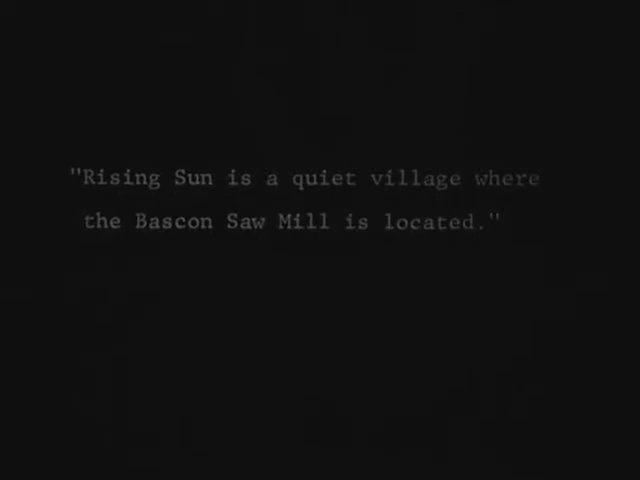 "Rising Sun is a quiet village where
the Bascon Saw Mill is located."